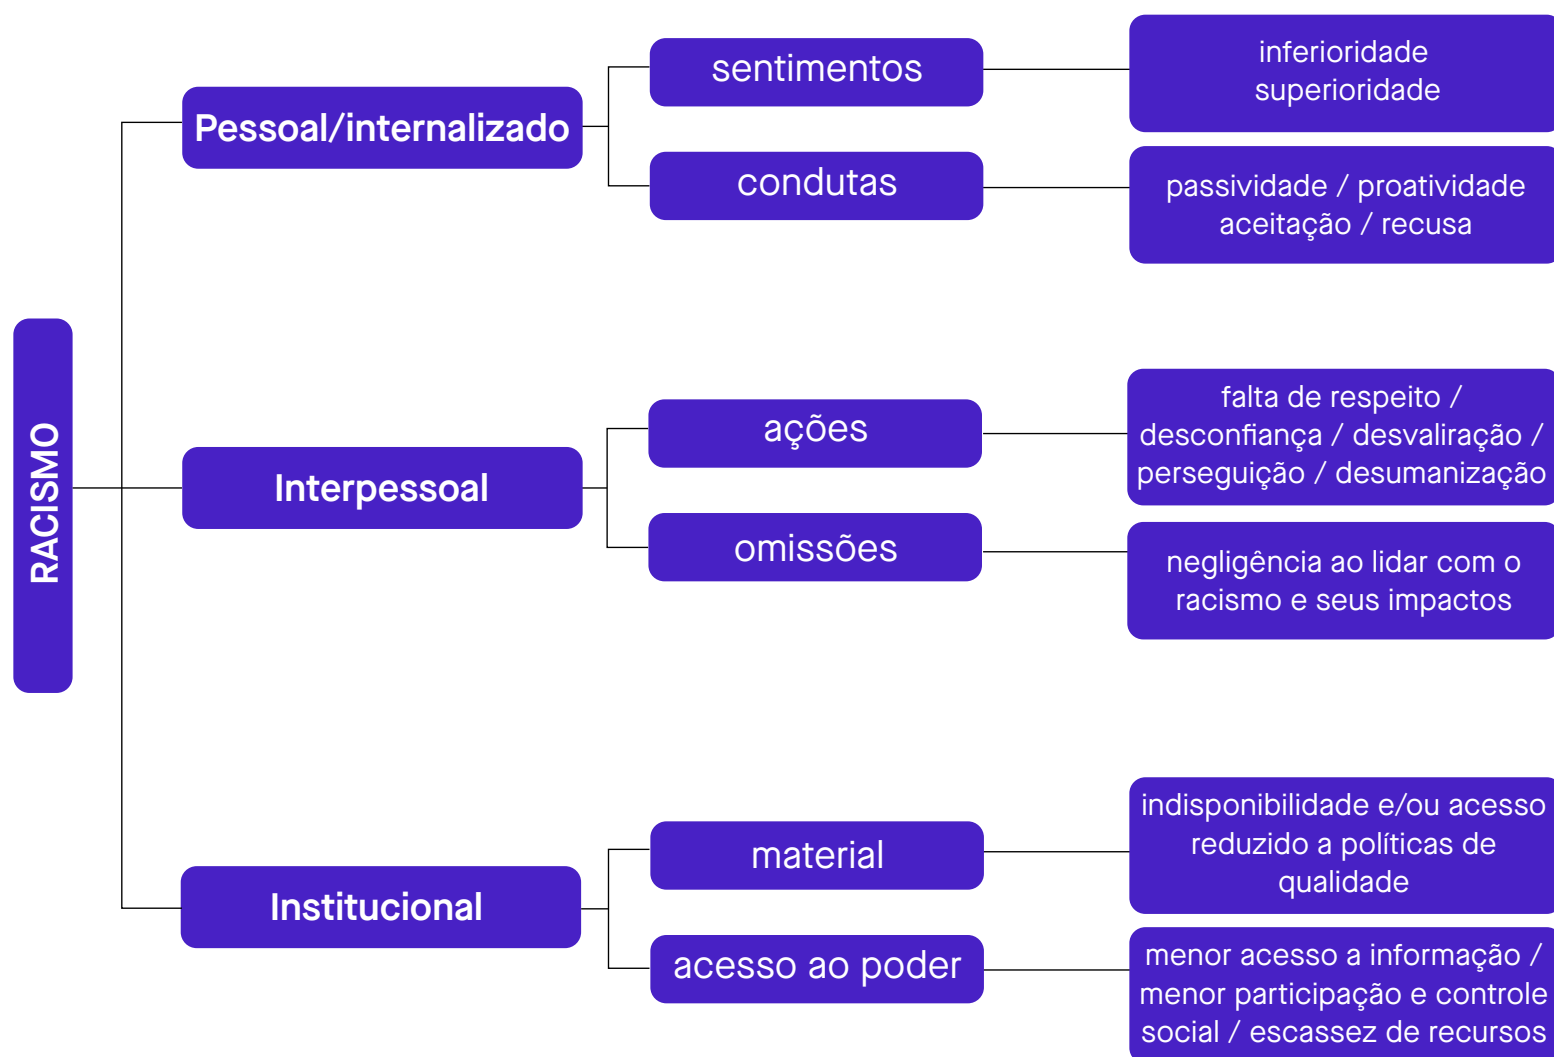 RACISMO
Pessoal/internalizado
sentimentos
inferioridade
superioridade
condutas
passividade / proatividade
aceitação / recusa
Interpessoal
ações
falta de respeito /
desconfiança / desvaliração /
perseguição / desumanização
omissões
negligência ao lidar com o
racismo e seus impactos
Institucional
material
indisponibilidade e/ou acesso
reduzido a políticas de
qualidade
acesso ao poder
menor acesso a informação /
menor participação e controle
social / escassez de recursos